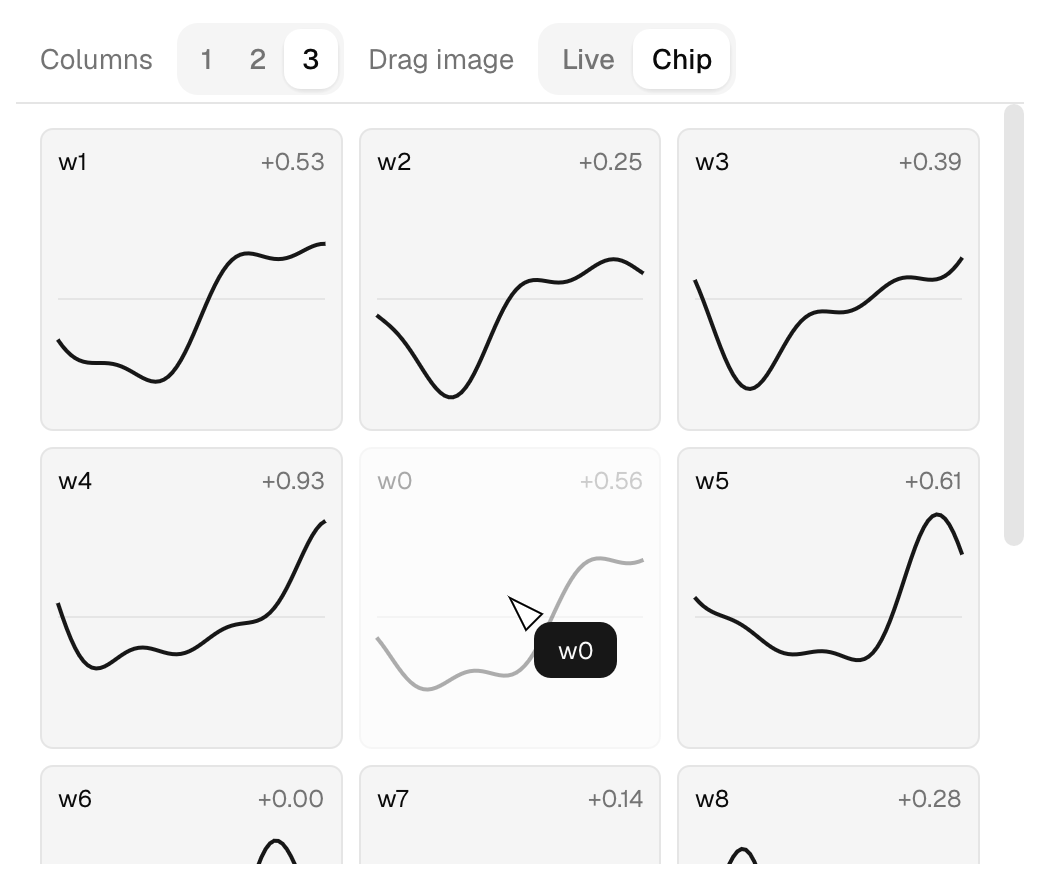 Columns 1 2 3 Drag image Live Chip
w1 +0.53 w2 +0.25 w3 +0.39
w4 +0.93 w0 +0.56 w5 +0.61
w0
w6 +0.00 w7 +0.14 w8 +0.28